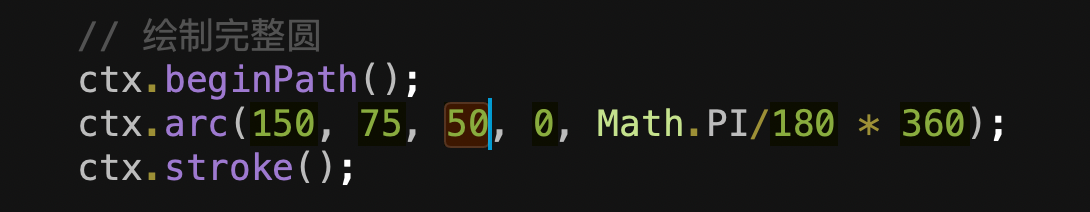 // 绘制完整圆
ctx.beginPath();
ctx.arc(150, 75, 50, 0, Math.PI/180 * 360);
ctx.stroke();